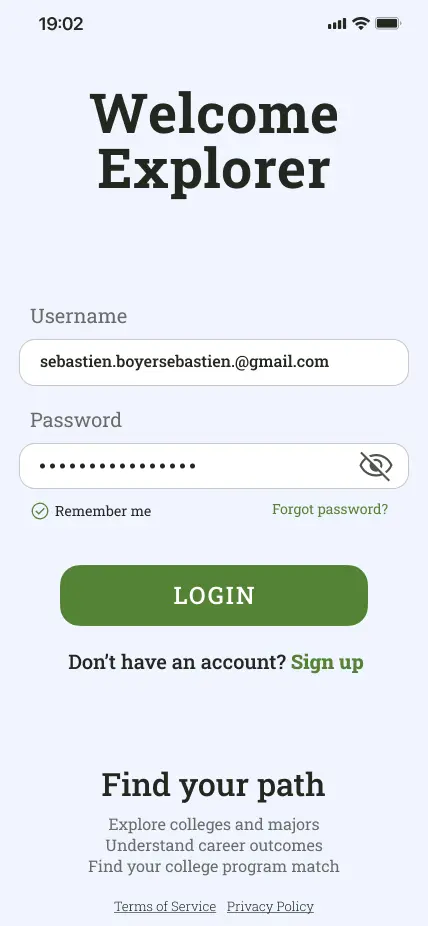 19:02
Welcome
Explorer
Username
sebastien.boyersebastien.@gmail.com
Password
••••••••••••••••
Remember me
Forgot password?
LOGIN
Don’t have an account? Sign up
Find your path
Explore colleges and majors
Understand career outcomes
Find your college program match
Terms of Service Privacy Policy